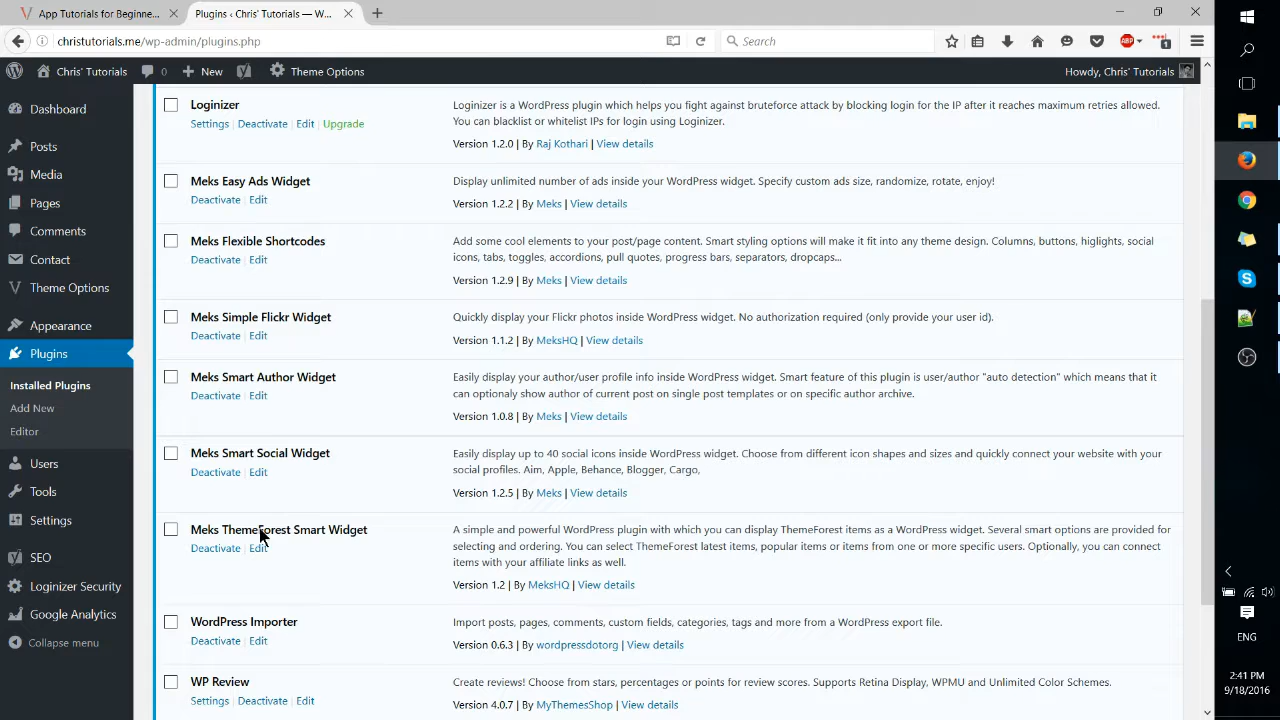 App Tutorials for Beginne...
Plugins ‹ Chris' Tutorials — W...
christutorials.me/wp-admin/plugins.php
Search
ABP
1
Chris' Tutorials
0
New
Theme Options
Howdy, Chris' Tutorials
Dashboard
Posts
Media
Pages
Comments
Contact
Theme Options
Appearance
Plugins
Installed Plugins
Add New
Editor
Users
Tools
Settings
SEO
Loginizer Security
Google Analytics
Collapse menu
Loginizer
Settings | Deactivate | Edit | Upgrade
Loginizer is a WordPress plugin which helps you fight against bruteforce attack by blocking login for the IP after it reaches maximum retries allowed.
You can blacklist or whitelist IPs for login using Loginizer.
Version 1.2.0 | By Raj Kothari | View details
Meks Easy Ads Widget
Deactivate | Edit
Display unlimited number of ads inside your WordPress widget. Specify custom ads size, randomize, rotate, enjoy!
Version 1.2.2 | By Meks | View details
Meks Flexible Shortcodes
Deactivate | Edit
Add some cool elements to your post/page content. Smart styling options will make it fit into any theme design. Columns, buttons, higlights, social
icons, tabs, toggles, accordions, pull quotes, progress bars, separators, dropcaps...
Version 1.2.9 | By Meks | View details
Meks Simple Flickr Widget
Deactivate | Edit
Quickly display your Flickr photos inside WordPress widget. No authorization required (only provide your user id).
Version 1.1.2 | By MeksHQ | View details
Meks Smart Author Widget
Deactivate | Edit
Easily display your author/user profile info inside WordPress widget. Smart feature of this plugin is user/author "auto detection" which means that it
can optionaly show author of current post on single post templates or on specific author archive.
Version 1.0.8 | By Meks | View details
Meks Smart Social Widget
Deactivate | Edit
Easily display up to 40 social icons inside WordPress widget. Choose from different icon shapes and sizes and quickly connect your website with your
social profiles. Aim, Apple, Behance, Blogger, Cargo,
Version 1.2.5 | By Meks | View details
Meks ThemeForest Smart Widget
Deactivate | Edit
A simple and powerful WordPress plugin with which you can display ThemeForest items as a WordPress widget. Several smart options are provided for
selecting and ordering. You can select ThemeForest latest items, popular items or items from one or more specific users. Optionally, you can connect
items with your affiliate links as well.
Version 1.2 | By MeksHQ | View details
WordPress Importer
Deactivate | Edit
Import posts, pages, comments, custom fields, categories, tags and more from a WordPress export file.
Version 0.6.3 | By wordpressdotorg | View details
WP Review
Settings | Deactivate | Edit
Create reviews! Choose from stars, percentages or points for review scores. Supports Retina Display, WPMU and Unlimited Color Schemes.
Version 4.0.7 | By MyThemesShop | View details
ENG
2:41 PM
9/18/2016